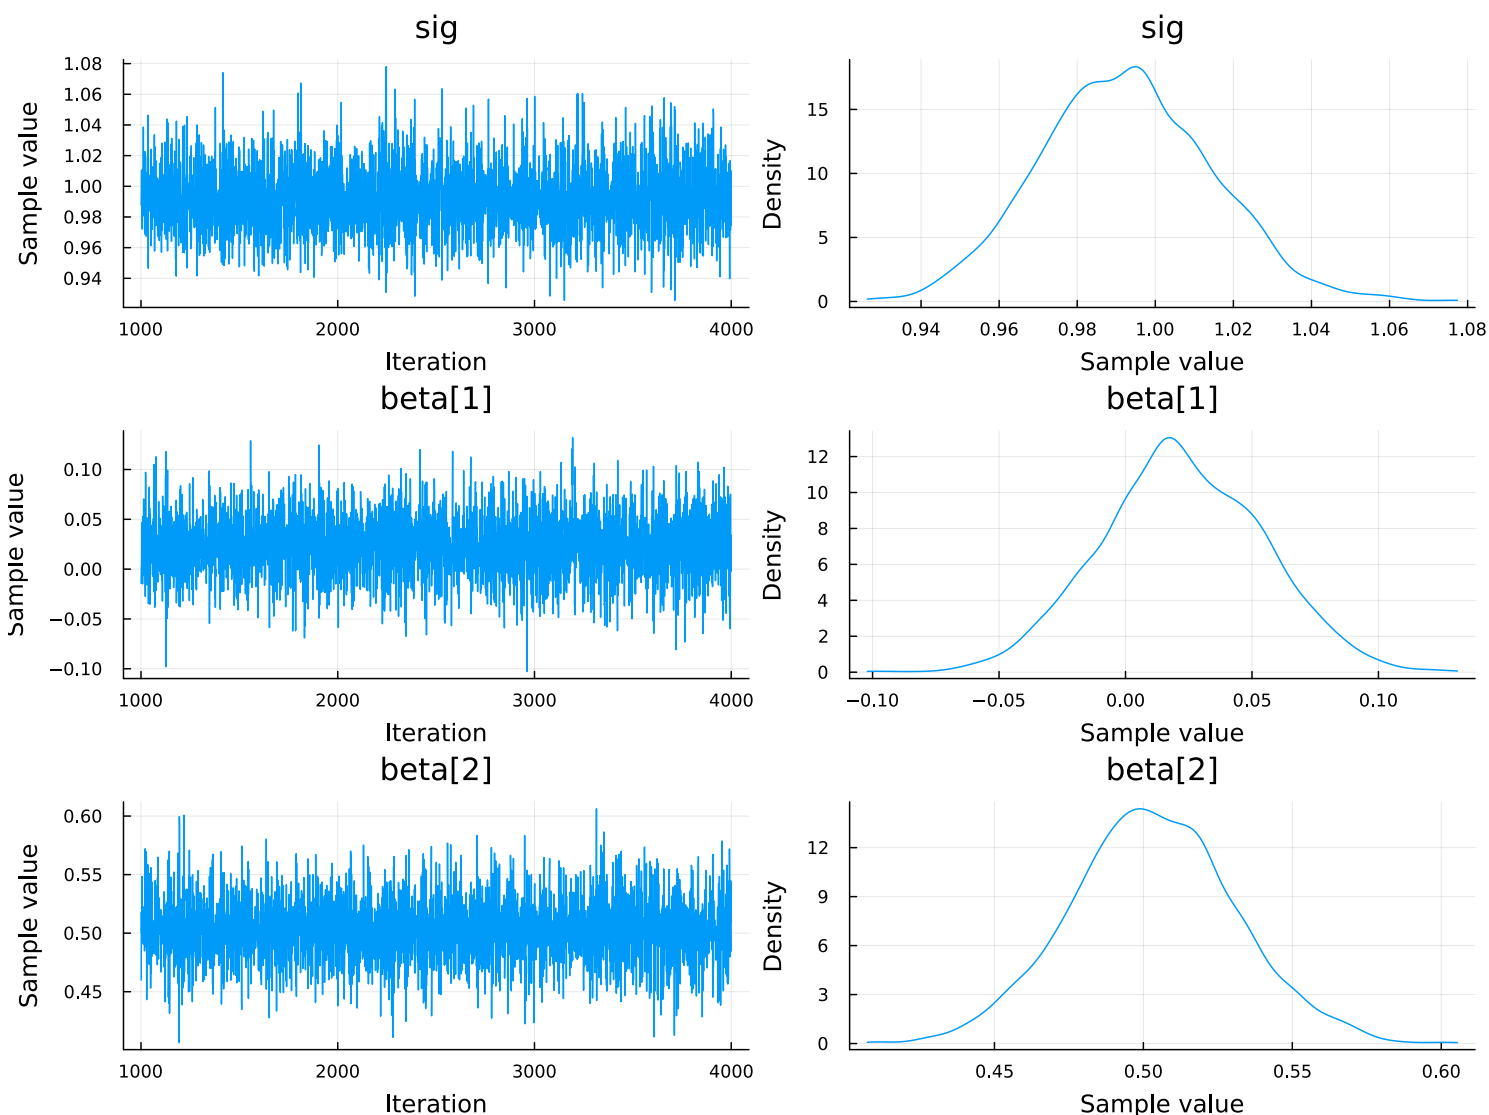 sig
Sample value
1.08
1.06
1.04
1.02
1.00
0.98
0.96
0.94
1000 2000 3000 4000
Iteration
sig
Density
15
10
5
0
0.94 0.96 0.98 1.00 1.02 1.04 1.06 1.08
Sample value
beta[1]
Sample value
0.10
0.05
0.00
−0.05
−0.10
1000 2000 3000 4000
Iteration
beta[1]
Density
12
10
8
6
4
2
0
−0.10 −0.05 0.00 0.05 0.10
Sample value
beta[2]
Sample value
0.60
0.55
0.50
0.45
1000 2000 3000 4000
Iteration
beta[2]
Density
12
9
6
3
0
0.45 0.50 0.55 0.60
Sample value